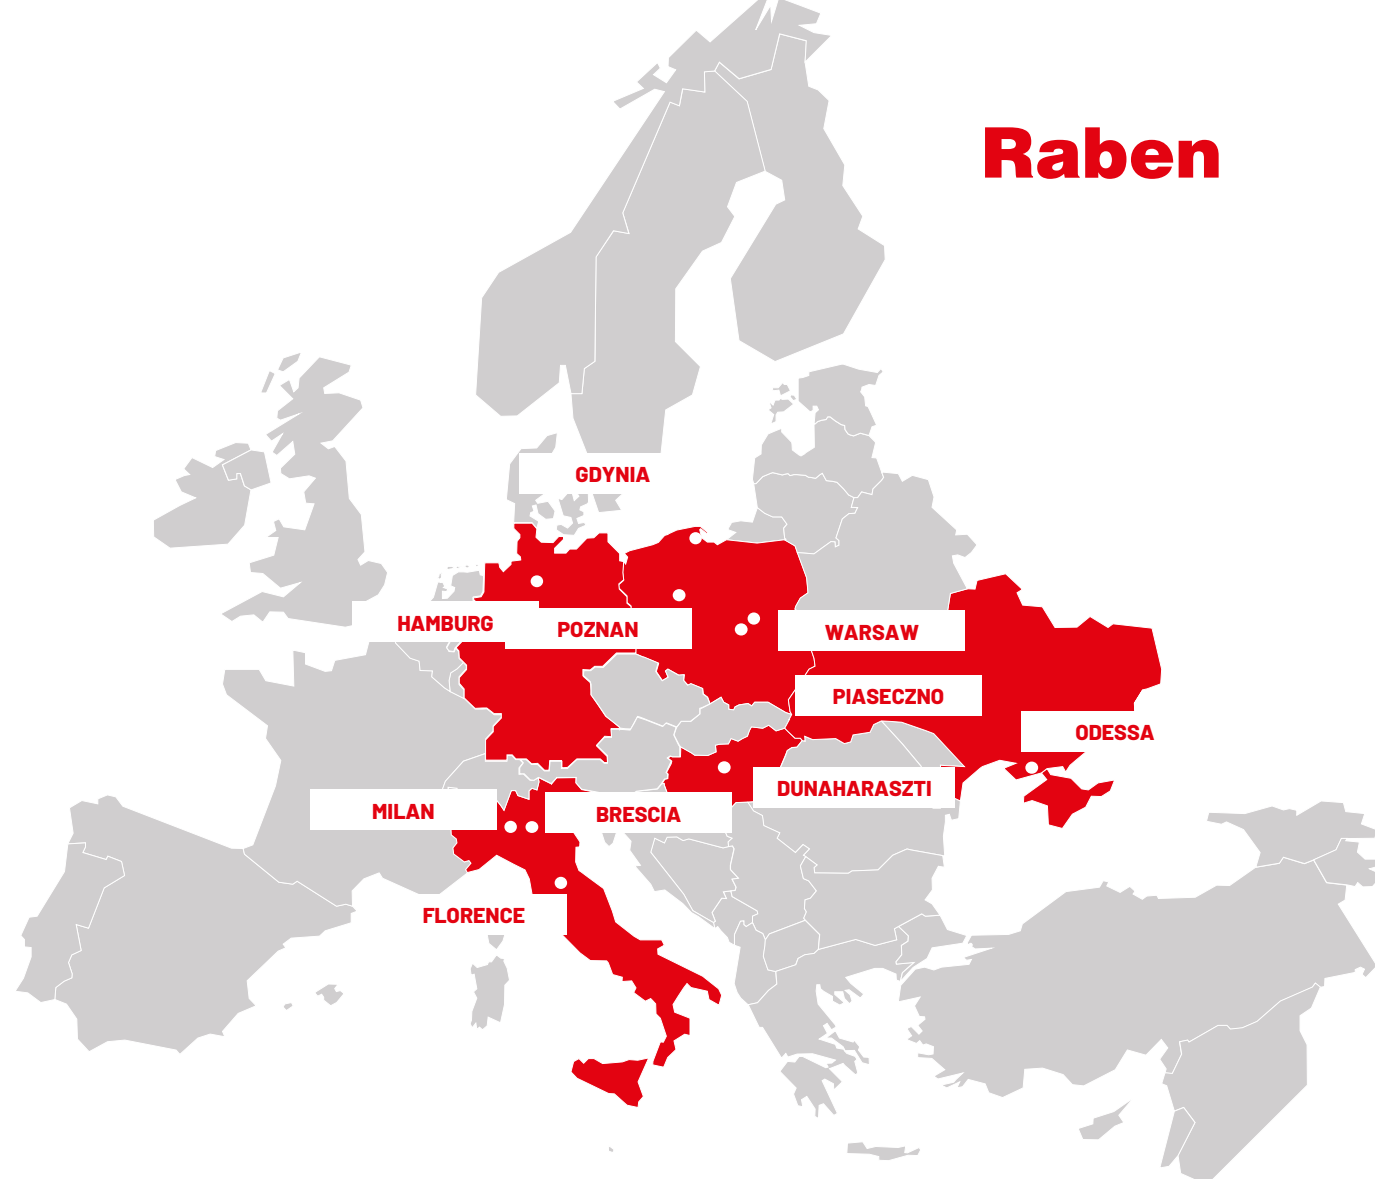 Raben
GDYNIA
HAMBURG
POZNAN
WARSAW
PIASECZNO
ODESSA
DUNAHARASZTI
MILAN
BRESCIA
FLORENCE